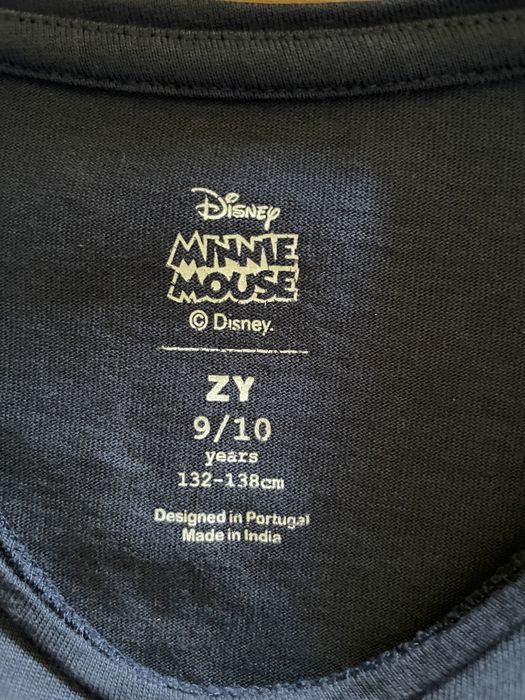 Disney
MINNIE
MOUSE
© Disney.
ZY
9/10
years
132-138cm
Designed in Portugal
Made in India